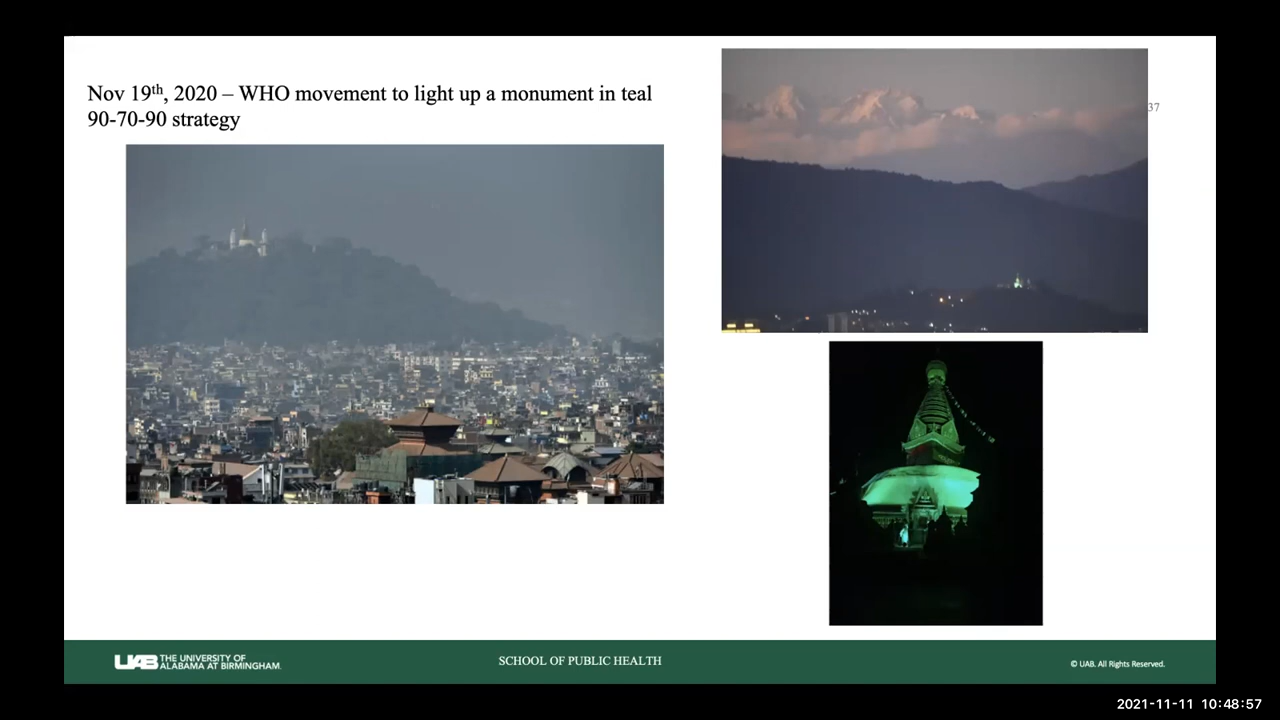 Nov 19th, 2020 – WHO movement to light up a monument in teal
90-70-90 strategy
37
UAB THE UNIVERSITY OF
ALABAMA AT BIRMINGHAM.
SCHOOL OF PUBLIC HEALTH
© UAB. All Rights Reserved.
2021-11-11 10:48:57